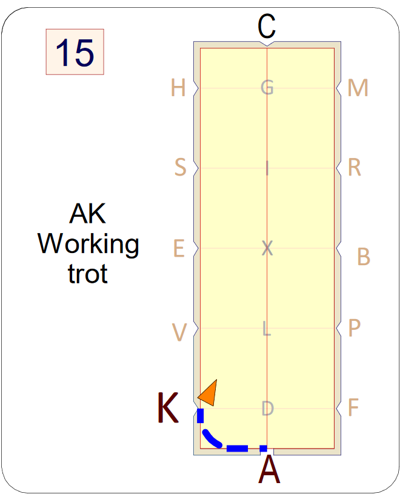 15
C
H G M
S I R
AK
Working
trot
E X B
V L P
K D F
A